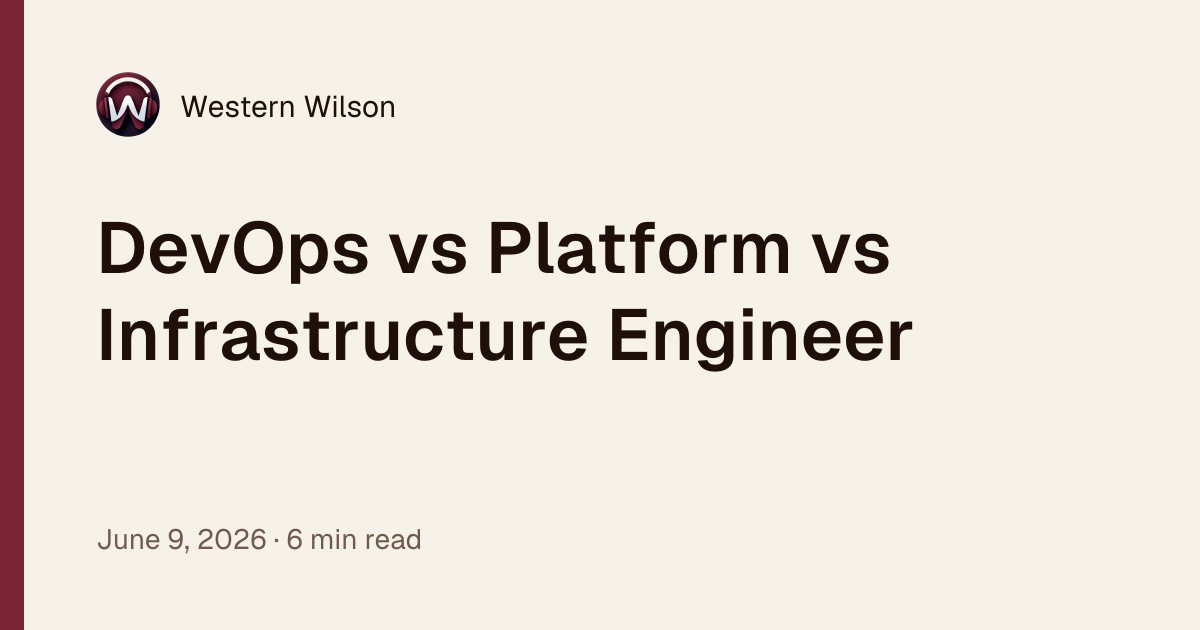 W
Western Wilson
DevOps vs Platform vs
Infrastructure Engineer
June 9, 2026 · 6 min read